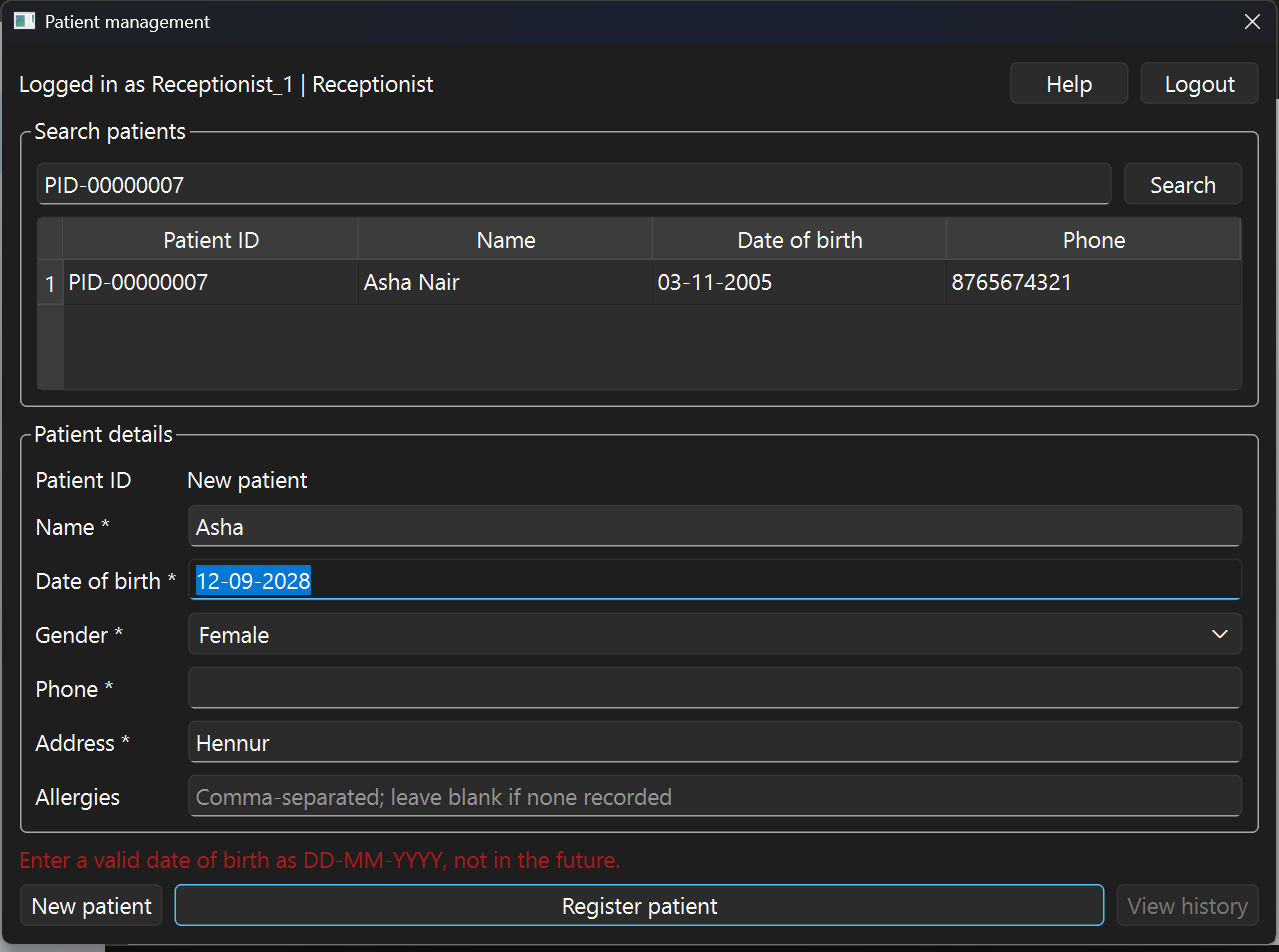 Patient management
Logged in as Receptionist_1 | Receptionist
Help
Logout
Search patients
PID-00000007
Search
Patient ID Name Date of birth Phone
1 PID-00000007 Asha Nair 03-11-2005 8765674321
Patient details
Patient ID New patient
Name * Asha
Date of birth * 12-09-2028
Gender * Female
Phone *
Address * Hennur
Allergies Comma-separated; leave blank if none recorded
Enter a valid date of birth as DD-MM-YYYY, not in the future.
New patient
Register patient
View history